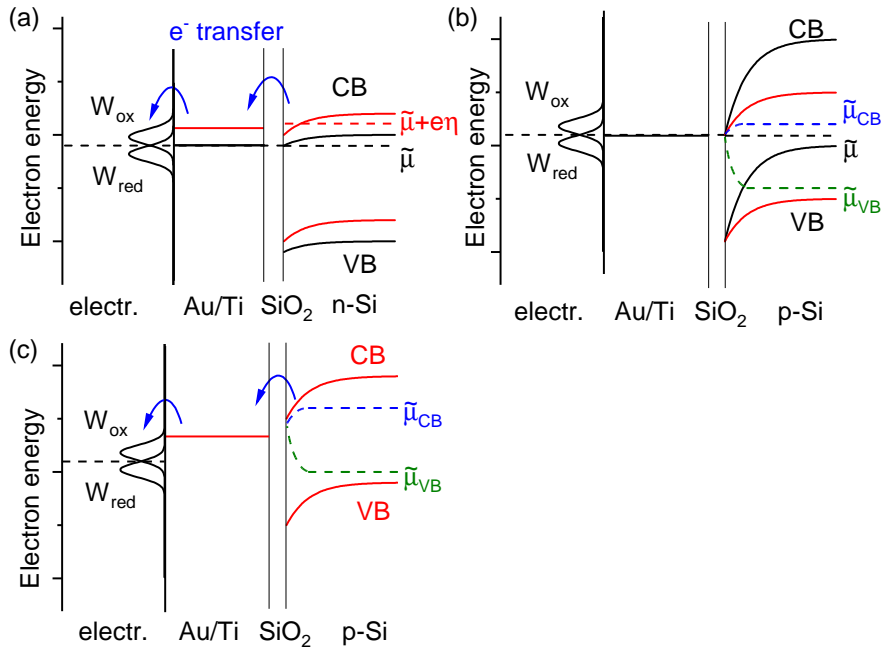 (a)
e⁻ transfer
CB
W_ox
μ̃+eη
μ̃
W_red
VB
Electron energy
electr. Au/Ti SiO₂ n-Si
(b)
CB
W_ox
μ̃_CB
μ̃
W_red
μ̃_VB
VB
Electron energy
electr. Au/Ti SiO₂ p-Si
(c)
CB
W_ox
μ̃_CB
W_red
μ̃_VB
VB
Electron energy
electr. Au/Ti SiO₂ p-Si